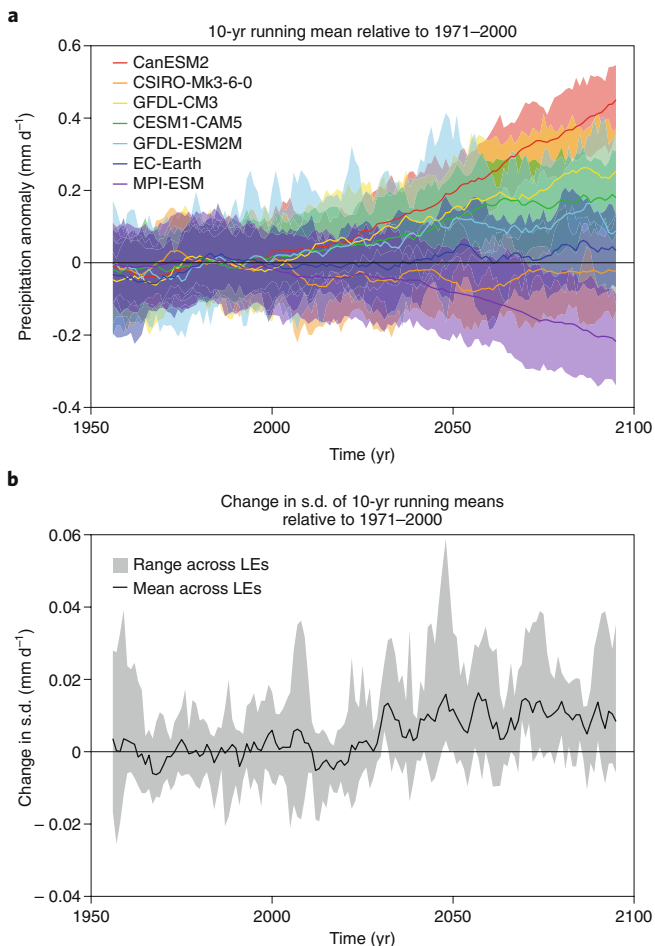 a
10-yr running mean relative to 1971–2000
0.6
0.4
0.2
0
-0.2
-0.4
Precipitation anomaly (mm d⁻¹)
CanESM2
CSIRO-Mk3-6-0
GFDL-CM3
CESM1-CAM5
GFDL-ESM2M
EC-Earth
MPI-ESM
1950
2000
2050
2100
Time (yr)
b
Change in s.d. of 10-yr running means
relative to 1971–2000
0.06
0.04
0.02
0
– 0.02
– 0.04
Change in s.d. (mm d⁻¹)
Range across LEs
Mean across LEs
1950
2000
2050
2100
Time (yr)